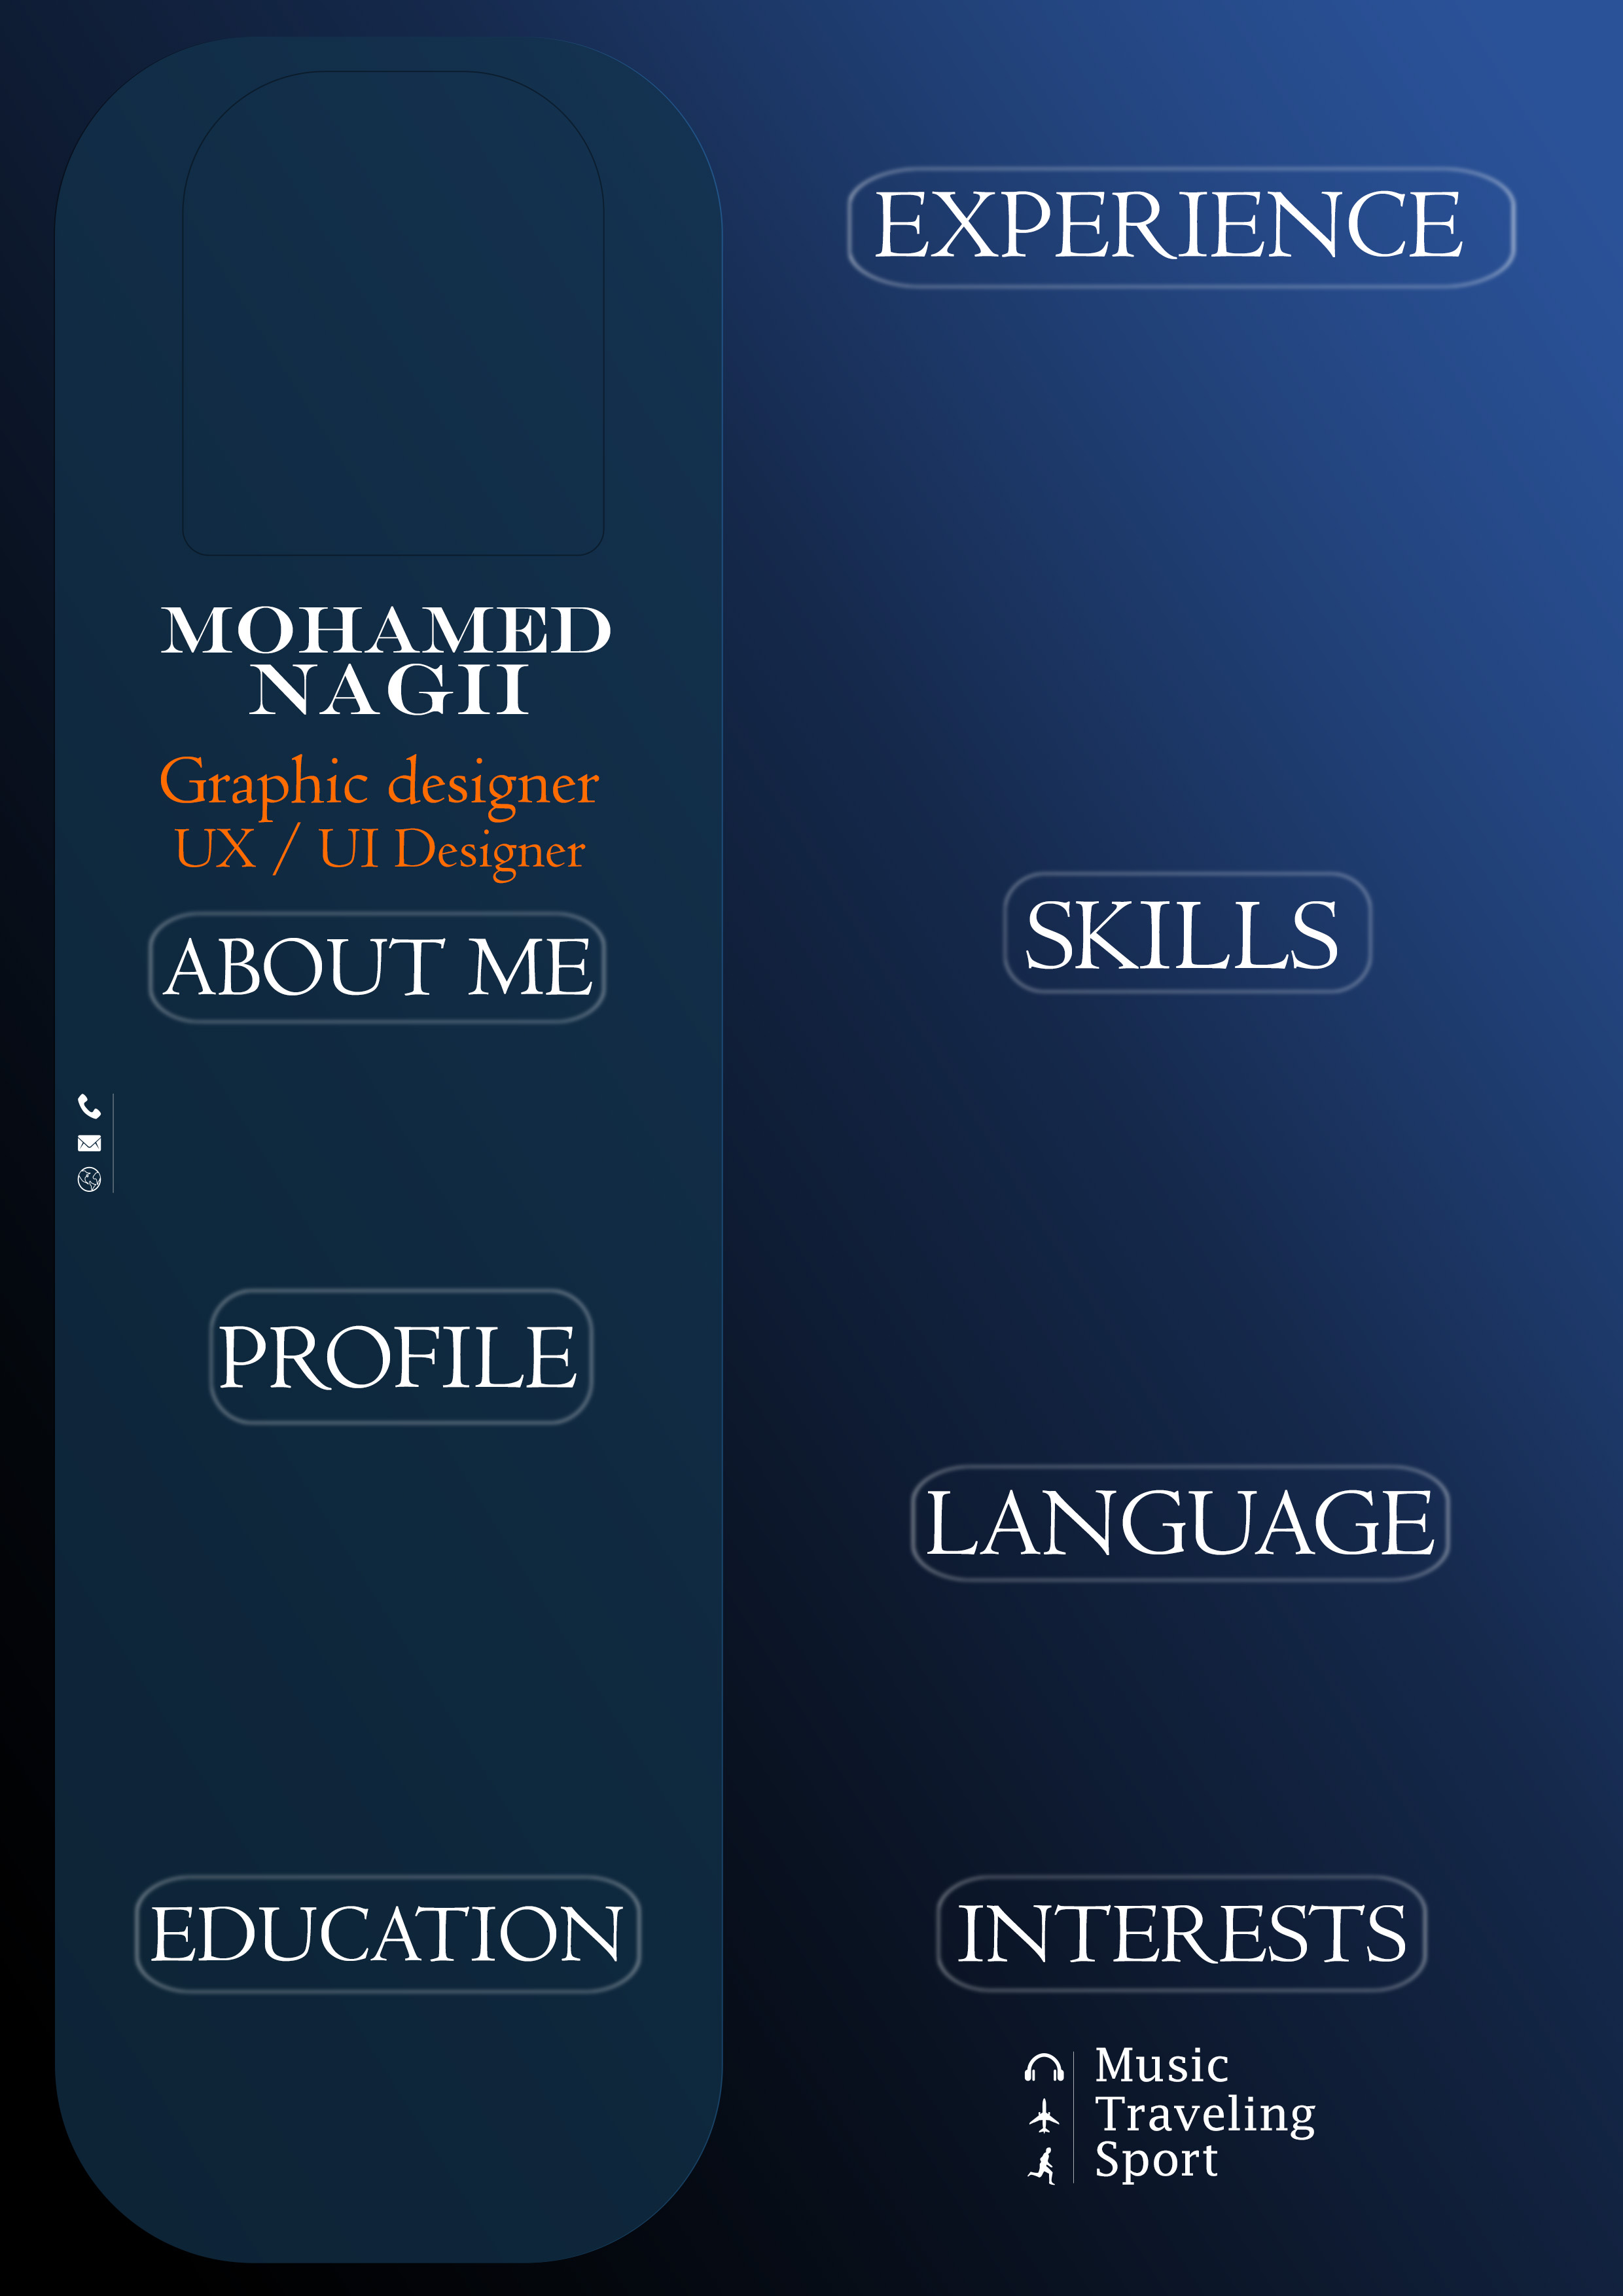 MOHAMED
NAGII
Graphic designer
UX / UI Designer
ABOUT ME
PROFILE
EDUCATION
EXPERIENCE
SKILLS
LANGUAGE
INTERESTS
Music
Traveling
Sport